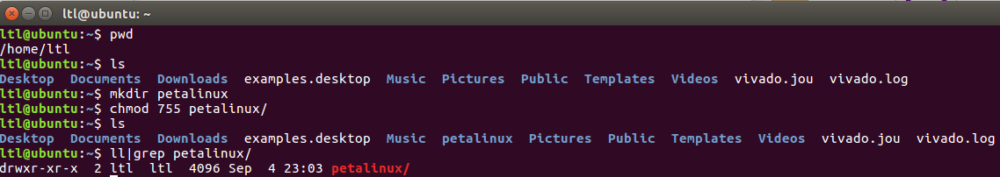 ltl@ubuntu: ~
ltl@ubuntu:~$ pwd
/home/ltl
ltl@ubuntu:~$ ls
Desktop  Documents  Downloads  examples.desktop  Music  Pictures  Public  Templates  Videos  vivado.jou  vivado.log
ltl@ubuntu:~$ mkdir petalinux
ltl@ubuntu:~$ chmod 755 petalinux/
ltl@ubuntu:~$ ls
Desktop  Documents  Downloads  examples.desktop  Music  petalinux  Pictures  Public  Templates  Videos  vivado.jou  vivado.log
ltl@ubuntu:~$ ll|grep petalinux/
drwxr-xr-x  2 ltl  ltl  4096 Sep  4 23:03 petalinux/